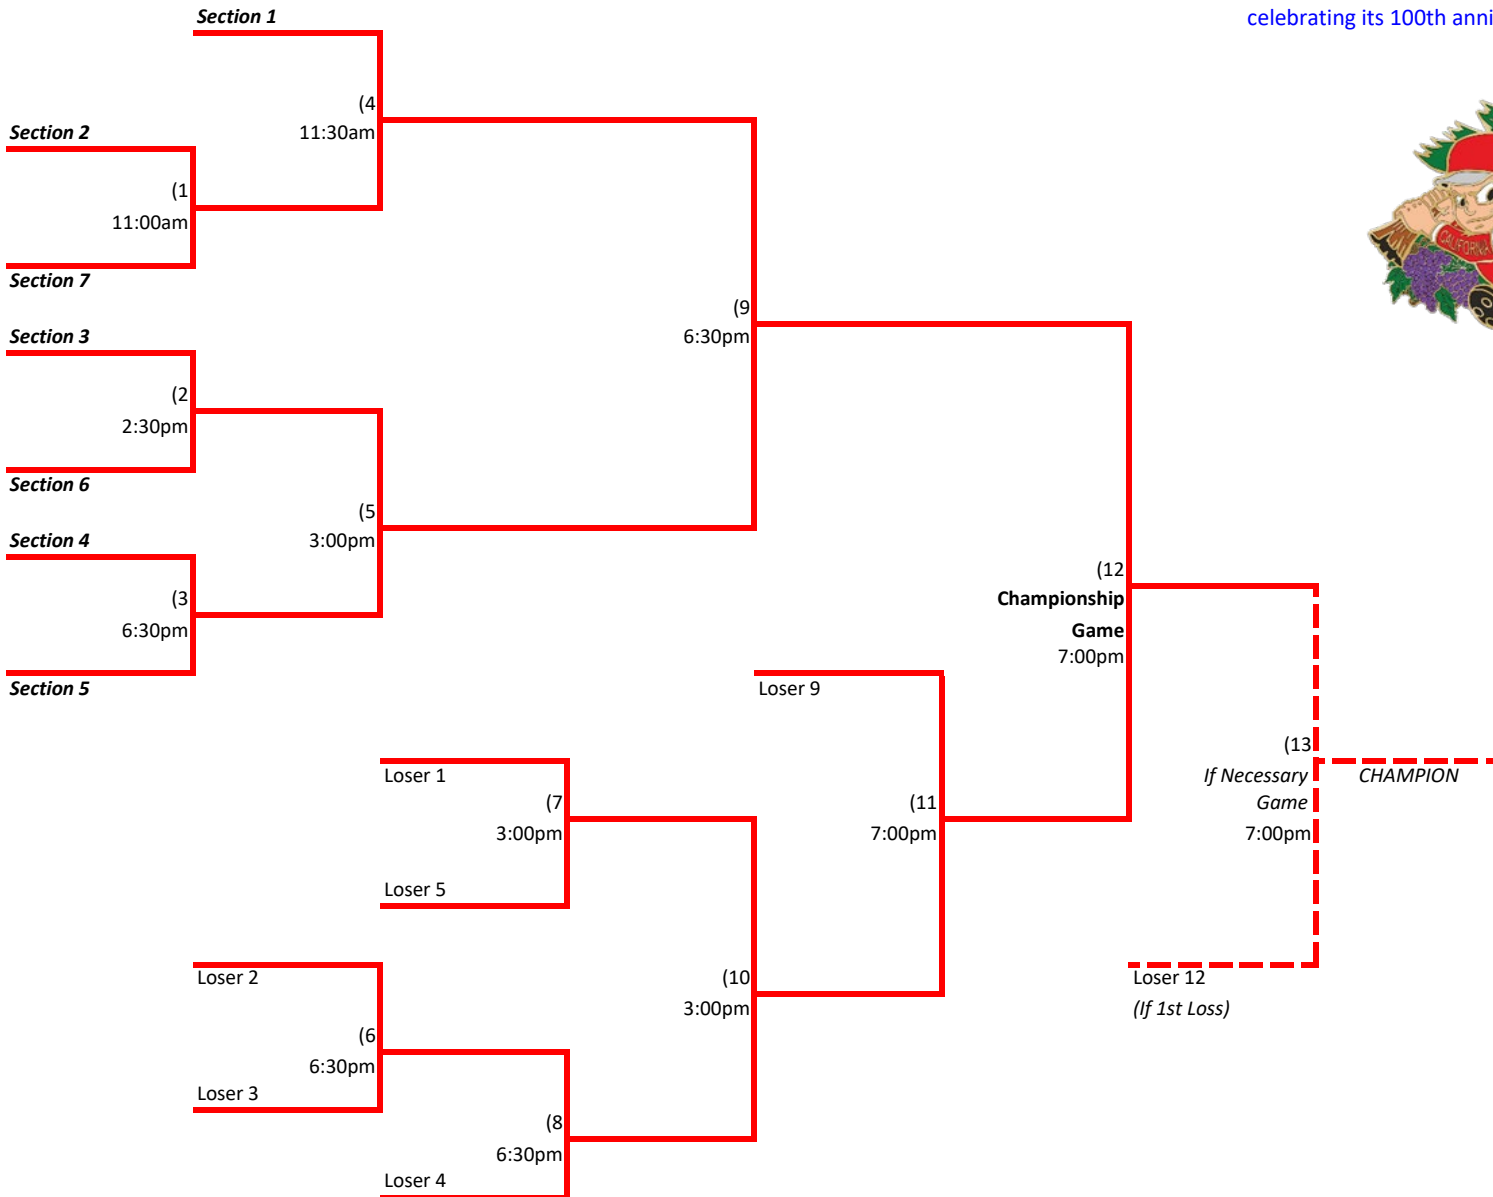 Section 1
celebrating its 100th anni
(4
11:30am
Section 2
(1
11:00am
CALIFORNIA
Section 7
(9
6:30pm
Section 3
(2
2:30pm
Section 6
(5
3:00pm
Section 4
(3
6:30pm
(12
Championship
Game
7:00pm
Section 5
Loser 9
(13
If Necessary
Game
7:00pm
CHAMPION
Loser 1
(7
3:00pm
(11
7:00pm
Loser 5
Loser 2
(10
3:00pm
Loser 12
(If 1st Loss)
(6
6:30pm
Loser 3
(8
6:30pm
Loser 4